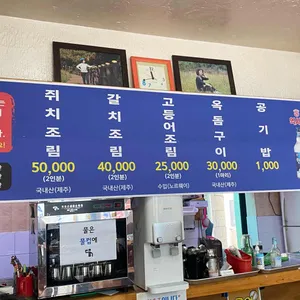 쥐치조림
50,000
(2인분)
국내산(제주)
갈치조림
40,000
(2인분)
국내산(제주)
고등어조림
25,000
(2인분)
수입(노르웨이)
옥돔구이
30,000
(1마리)
국내산(제주)
공기밥
1,000
물은
물컵에